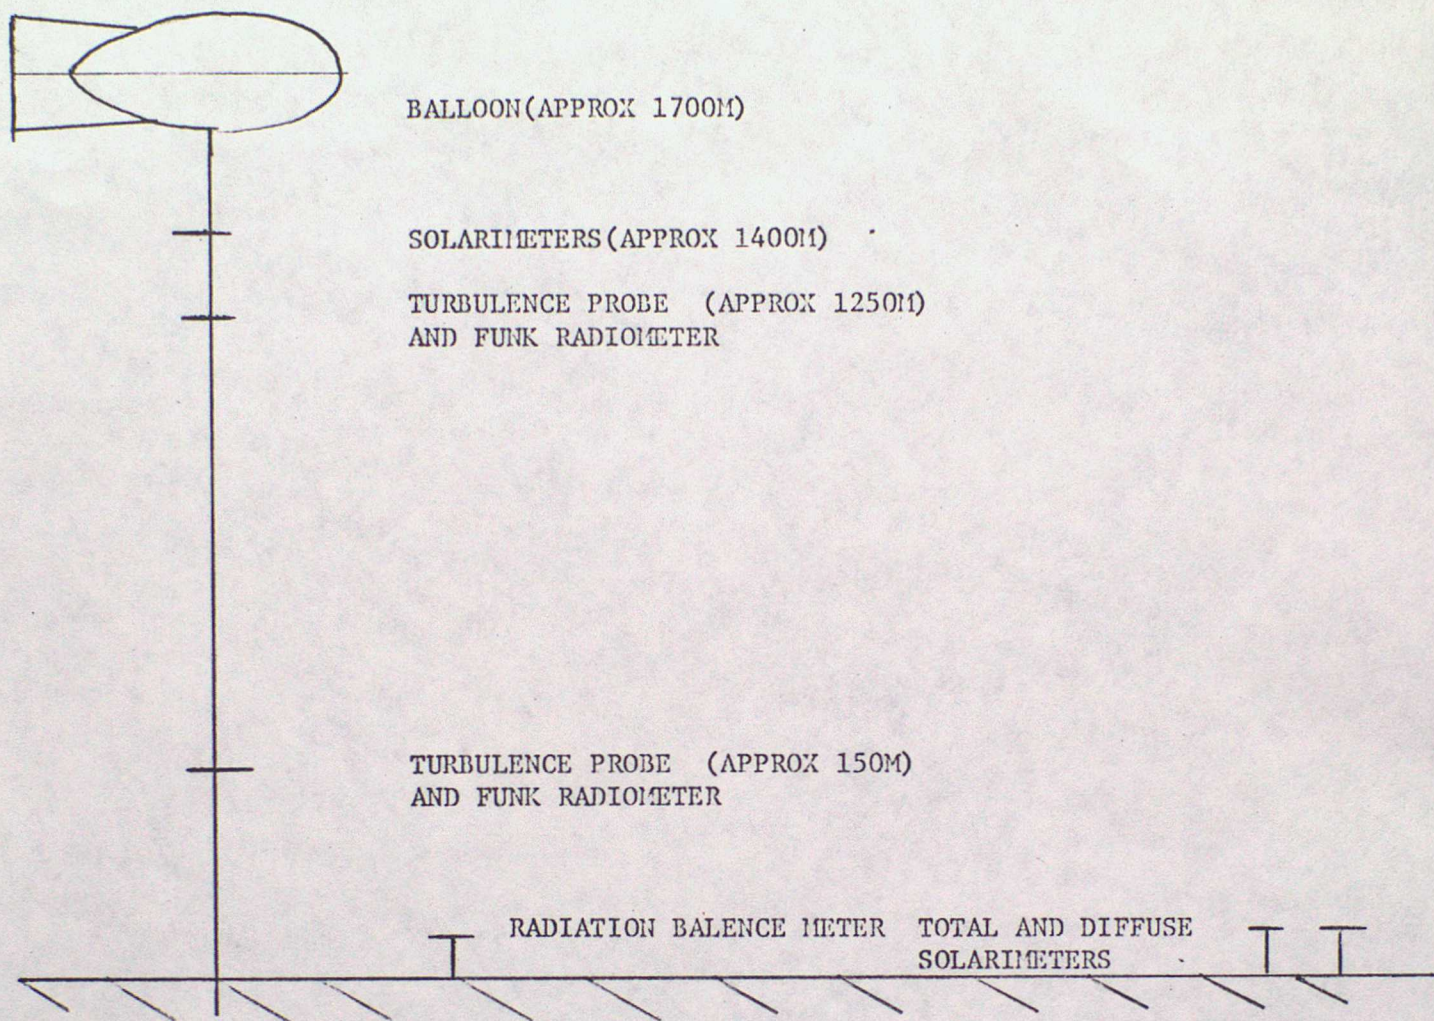 BALLOON(APPROX 1700M)
SOLARIMETERS(APPROX 1400M)
TURBULENCE PROBE (APPROX 1250M)
AND FUNK RADIOMETER
TURBULENCE PROBE (APPROX 150M)
AND FUNK RADIOMETER
RADIATION BALENCE METER
TOTAL AND DIFFUSE
SOLARIMETERS